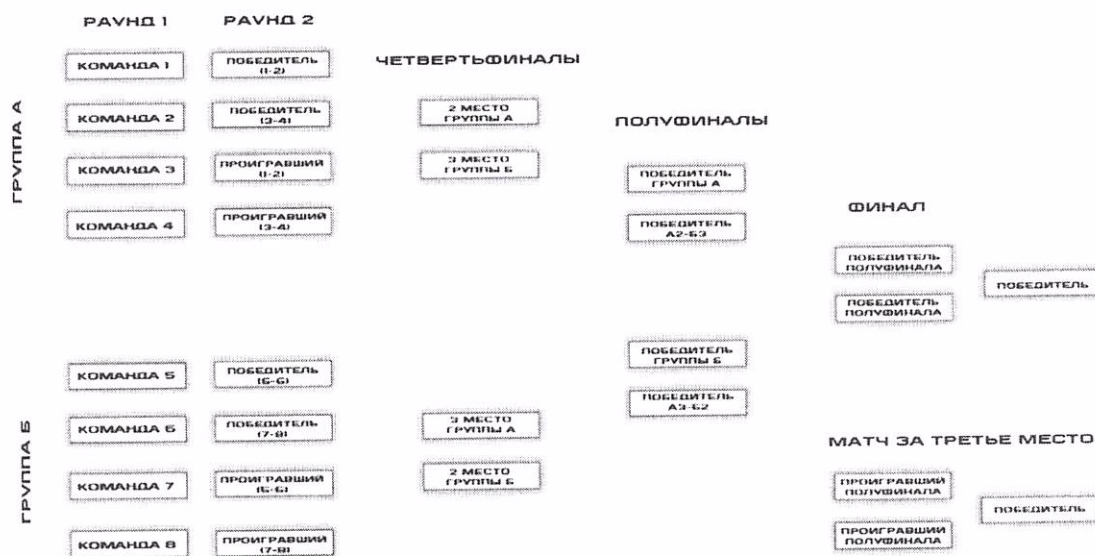 РАУНД 1
РАУНД 2
ГРУППА А
КОМАНДА 1
КОМАНДА 2
КОМАНДА 3
КОМАНДА 4
ПОБЕДИТЕЛЬ
(1-2)
ПОБЕДИТЕЛЬ
(3-4)
ПРОИГРАВШИЙ
(1-2)
ПРОИГРАВШИЙ
(3-4)
ГРУППА Б
КОМАНДА 5
КОМАНДА 6
КОМАНДА 7
КОМАНДА 8
ПОБЕДИТЕЛЬ
(5-6)
ПОБЕДИТЕЛЬ
(7-8)
ПРОИГРАВШИЙ
(5-6)
ПРОИГРАВШИЙ
(7-8)
ЧЕТВЕРТЬФИНАЛЫ
2 МЕСТО
ГРУППЫ А
3 МЕСТО
ГРУППЫ Б
3 МЕСТО
ГРУППЫ А
2 МЕСТО
ГРУППЫ Б
ПОЛУФИНАЛЫ
ПОБЕДИТЕЛЬ
ГРУППЫ А
ПОБЕДИТЕЛЬ
А2-Б3
ПОБЕДИТЕЛЬ
ГРУППЫ Б
ПОБЕДИТЕЛЬ
А3-Б2
ФИНАЛ
ПОБЕДИТЕЛЬ
ПОЛУФИНАЛА
ПОБЕДИТЕЛЬ
ПОЛУФИНАЛА
ПОБЕДИТЕЛЬ
МАТЧ ЗА ТРЕТЬЕ МЕСТО
ПРОИГРАВШИЙ
ПОЛУФИНАЛА
ПРОИГРАВШИЙ
ПОЛУФИНАЛА
ПОБЕДИТЕЛЬ